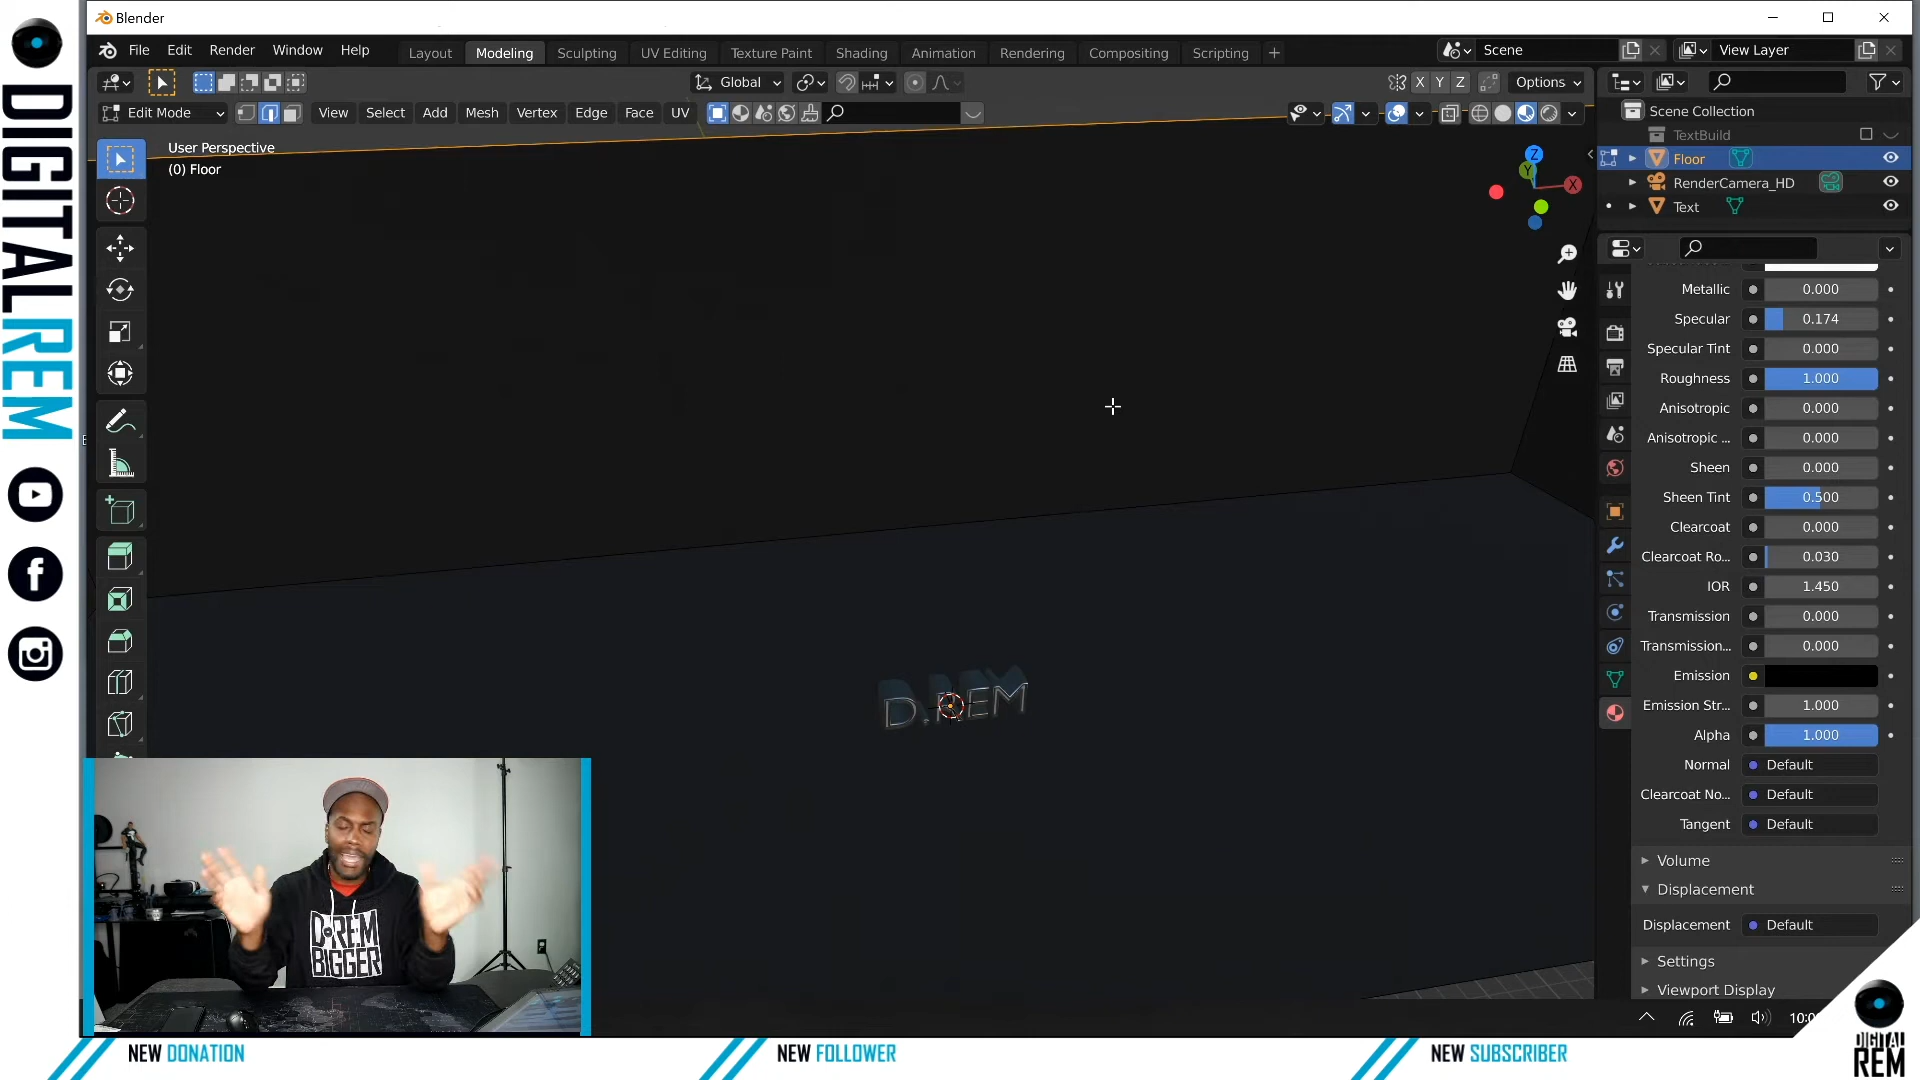 Blender
File Edit Render Window Help
Layout Modeling Sculpting UV Editing Texture Paint Shading Animation Rendering Compositing Scripting +
Scene
View Layer
Global
X Y Z
Options
Edit Mode
View Select Add Mesh Vertex Edge Face UV
User Perspective
(0) Floor
Z
Y
X
Scene Collection
TextBuild
Floor
RenderCamera_HD
Text
Metallic 0.000
Specular 0.174
Specular Tint 0.000
Roughness 1.000
Anisotropic 0.000
Anisotropic ... 0.000
Sheen 0.000
Sheen Tint 0.500
Clearcoat 0.000
Clearcoat Ro... 0.030
IOR 1.450
Transmission 0.000
Transmission... 0.000
Emission
Emission Str... 1.000
Alpha 1.000
Normal Default
Clearcoat No... Default
Tangent Default
Volume
Displacement
Displacement Default
Settings
Viewport Display
D.REM
DIGITALREM
D.REM
BIGGER
NEW DONATION
NEW FOLLOWER
NEW SUBSCRIBER
DIGITAL
REM